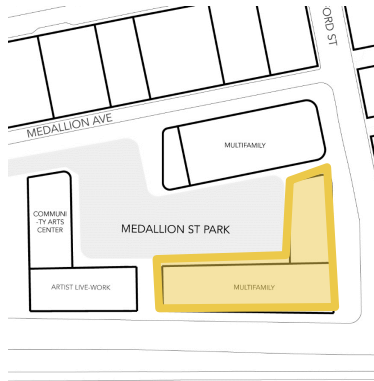 ORD ST
MEDALLION AVE
MULTIFAMILY
COMMUNI
-TY ARTS
CENTER
MEDALLION ST PARK
ARTIST LIVE-WORK
MULTIFAMILY